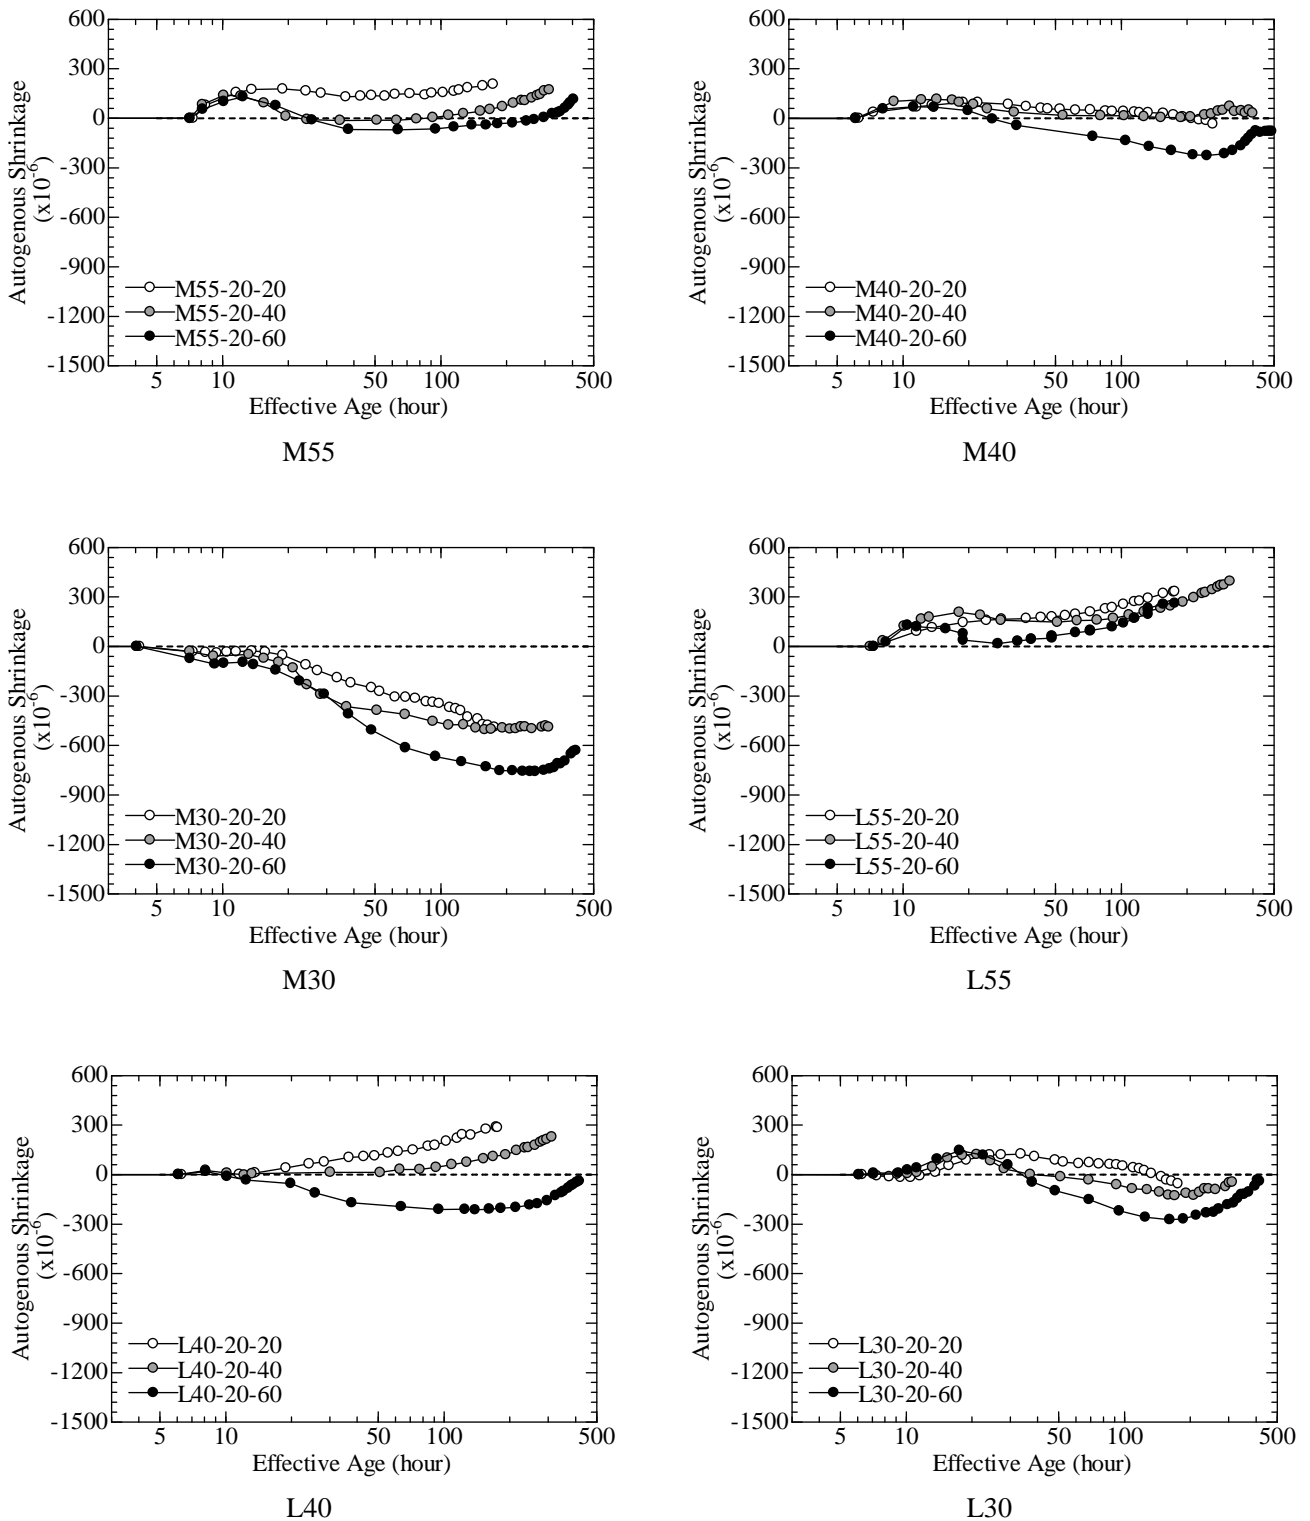 600
300
0
-300
-600
-900
-1200
-1500
Autogenous Shrinkage
(x10-6)
M55-20-20
M55-20-40
M55-20-60
5 10 50 100 500
Effective Age (hour)
M55
600
300
0
-300
-600
-900
-1200
-1500
Autogenous Shrinkage
(x10-6)
M40-20-20
M40-20-40
M40-20-60
5 10 50 100 500
Effective Age (hour)
M40
600
300
0
-300
-600
-900
-1200
-1500
Autogenous Shrinkage
(x10-6)
M30-20-20
M30-20-40
M30-20-60
5 10 50 100 500
Effective Age (hour)
M30
600
300
0
-300
-600
-900
-1200
-1500
Autogenous Shrinkage
(x10-6)
L55-20-20
L55-20-40
L55-20-60
5 10 50 100 500
Effective Age (hour)
L55
600
300
0
-300
-600
-900
-1200
-1500
Autogenous Shrinkage
(x10-6)
L40-20-20
L40-20-40
L40-20-60
5 10 50 100 500
Effective Age (hour)
L40
600
300
0
-300
-600
-900
-1200
-1500
Autogenous Shrinkage
(x10-6)
L30-20-20
L30-20-40
L30-20-60
5 10 50 100 500
Effective Age (hour)
L30